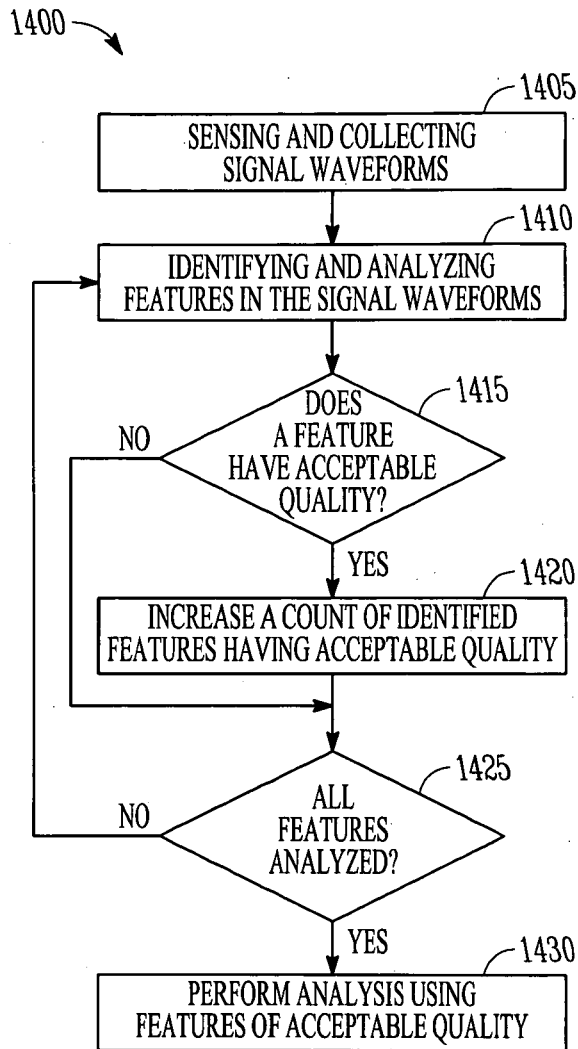 1400
1405
SENSING AND COLLECTING
SIGNAL WAVEFORMS
1410
IDENTIFYING AND ANALYZING
FEATURES IN THE SIGNAL WAVEFORMS
1415
DOES
A FEATURE
HAVE ACCEPTABLE
QUALITY?
NO
YES
1420
INCREASE A COUNT OF IDENTIFIED
FEATURES HAVING ACCEPTABLE QUALITY
1425
ALL
FEATURES
ANALYZED?
NO
YES
1430
PERFORM ANALYSIS USING
FEATURES OF ACCEPTABLE QUALITY